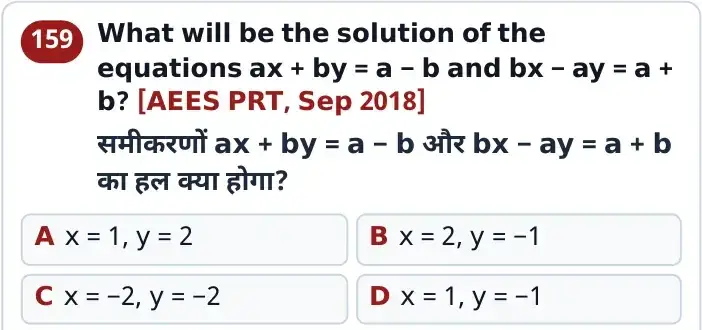 159 What will be the solution of the
equations ax + by = a − b and bx − ay = a +
b? [AEES PRT, Sep 2018]
समीकरणों ax + by = a − b और bx − ay = a + b
का हल क्या होगा?
A x = 1, y = 2
B x = 2, y = −1
C x = −2, y = −2
D x = 1, y = −1